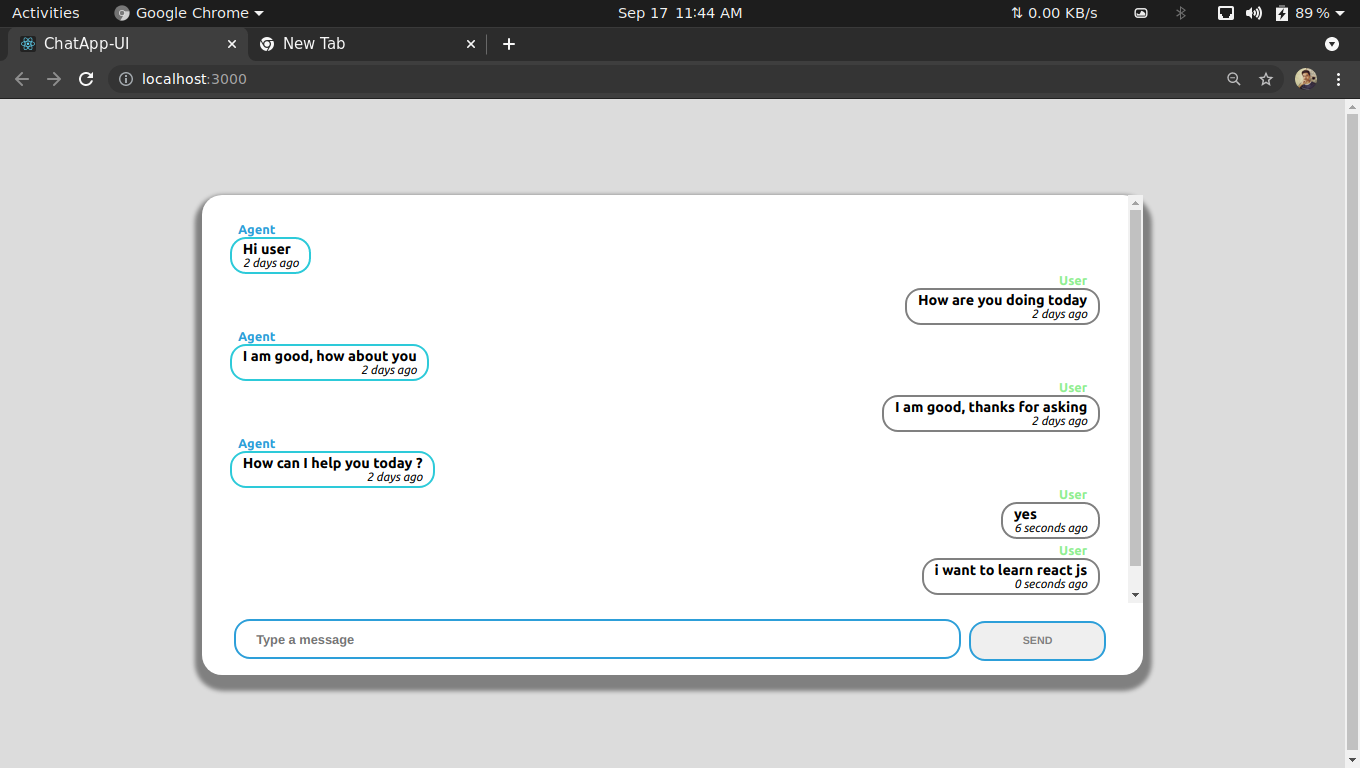 Activities Google Chrome Sep 17 11:44 AM 0.00 KB/s 89 %
ChatApp-UI New Tab
localhost:3000
Agent
Hi user
2 days ago
User
How are you doing today
2 days ago
Agent
I am good, how about you
2 days ago
User
I am good, thanks for asking
2 days ago
Agent
How can I help you today ?
2 days ago
User
yes
6 seconds ago
User
i want to learn react js
0 seconds ago
Type a message SEND